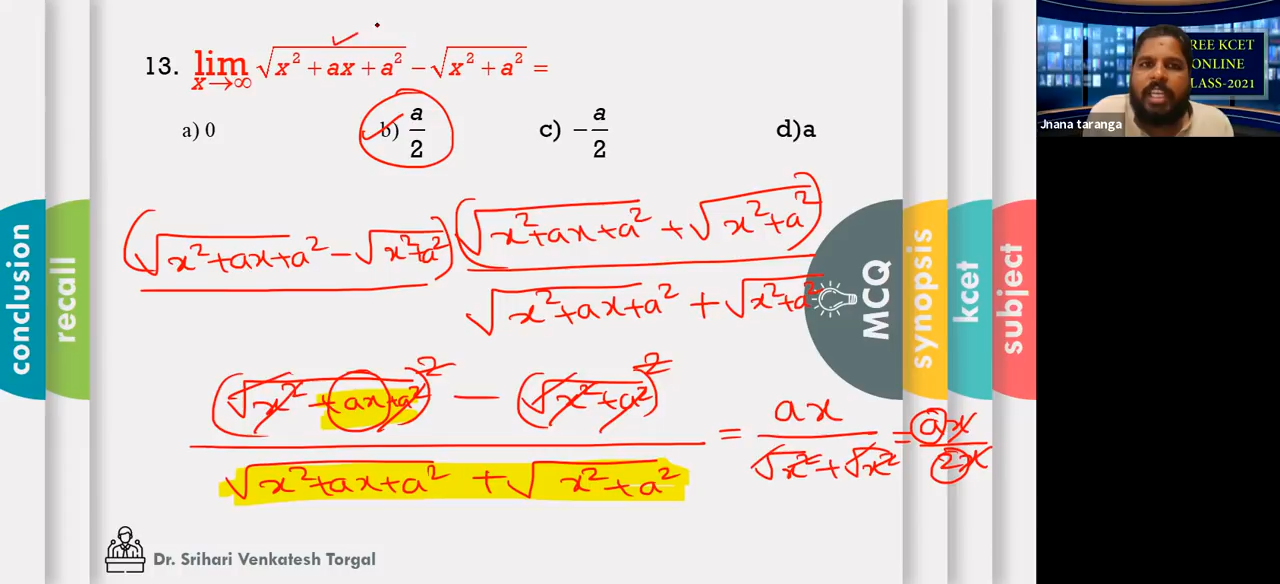 13. lim x→∞ √(x² + ax + a²) − √(x² + a²) =
a) 0 b) a/2 c) − a/2 d) a
(√(x²+ax+a²) − √(x²+a²)) (√(x²+ax+a²) + √(x²+a²))
√(x²+ax+a²) + √(x²+a²)
(√(x²+ax+a²))² − (√(x²+a²))²
√(x²+ax+a²) + √(x²+a²)
= ax / (√x² + √x²) = ax / 2x
Dr. Srihari Venkatesh Torgal
conclusion
recall
MCQ
synopsis
kcet
subject
REE KCET
ONLINE
LASS-2021
Jhana taranga